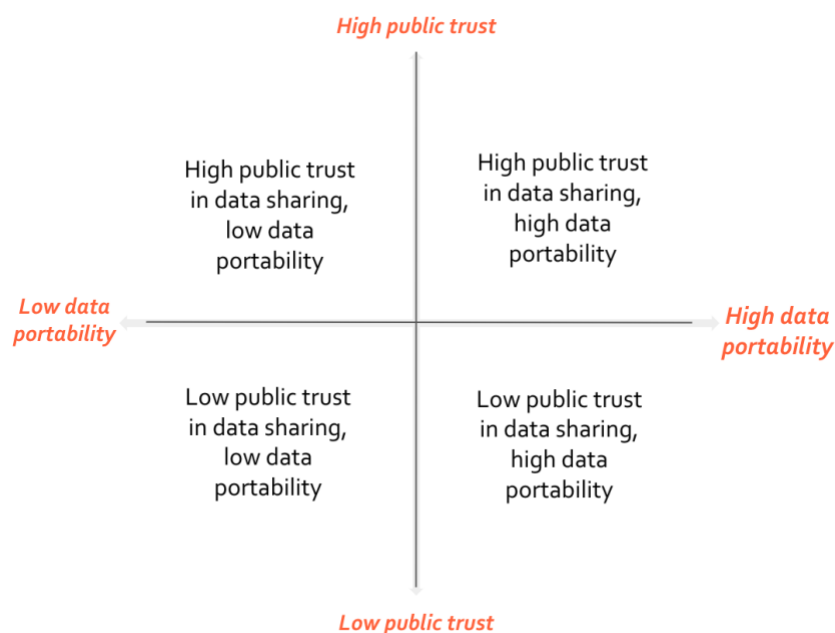 High public trust
High public trust
in data sharing,
low data
portability
High public trust
in data sharing,
high data
portability
Low data
portability
High data
portability
Low public trust
in data sharing,
low data
portability
Low public trust
in data sharing,
high data
portability
Low public trust